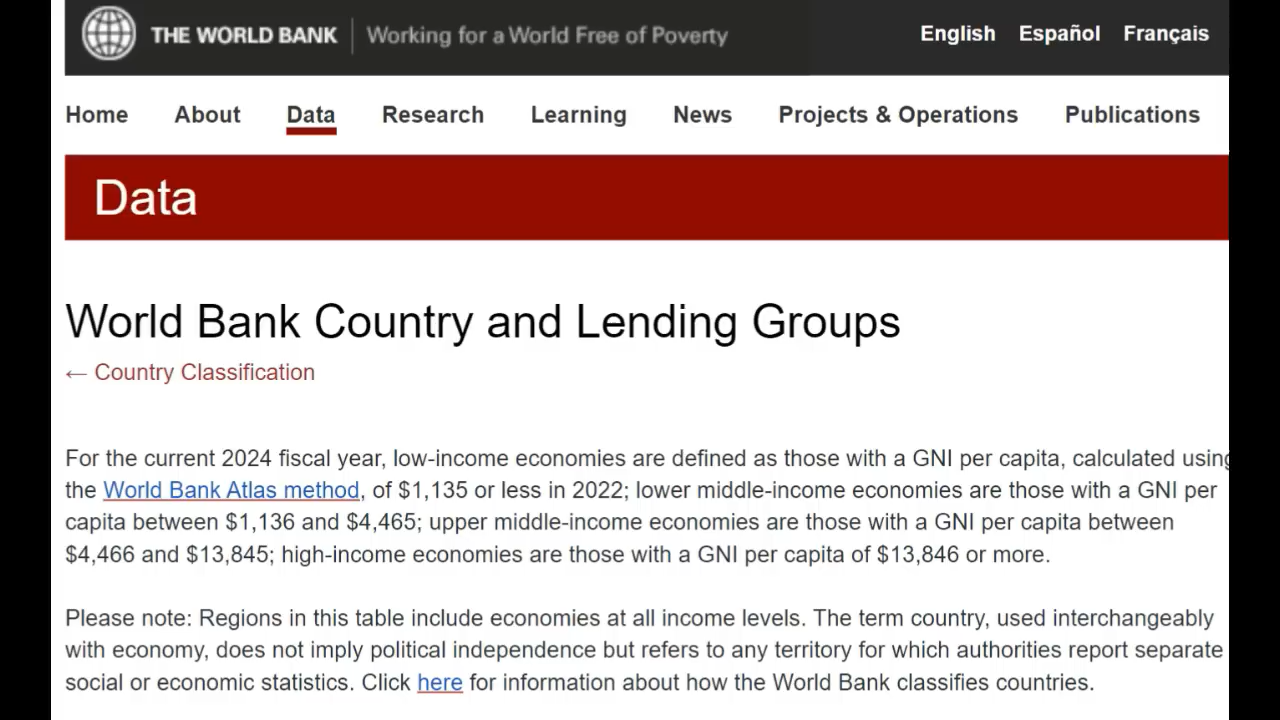 THE WORLD BANK | Working for a World Free of Poverty English Español Français
Home About Data Research Learning News Projects & Operations Publications
Data
World Bank Country and Lending Groups
← Country Classification
For the current 2024 fiscal year, low-income economies are defined as those with a GNI per capita, calculated using
the World Bank Atlas method, of $1,135 or less in 2022; lower middle-income economies are those with a GNI per
capita between $1,136 and $4,465; upper middle-income economies are those with a GNI per capita between
$4,466 and $13,845; high-income economies are those with a GNI per capita of $13,846 or more.
Please note: Regions in this table include economies at all income levels. The term country, used interchangeably
with economy, does not imply political independence but refers to any territory for which authorities report separate
social or economic statistics. Click here for information about how the World Bank classifies countries.